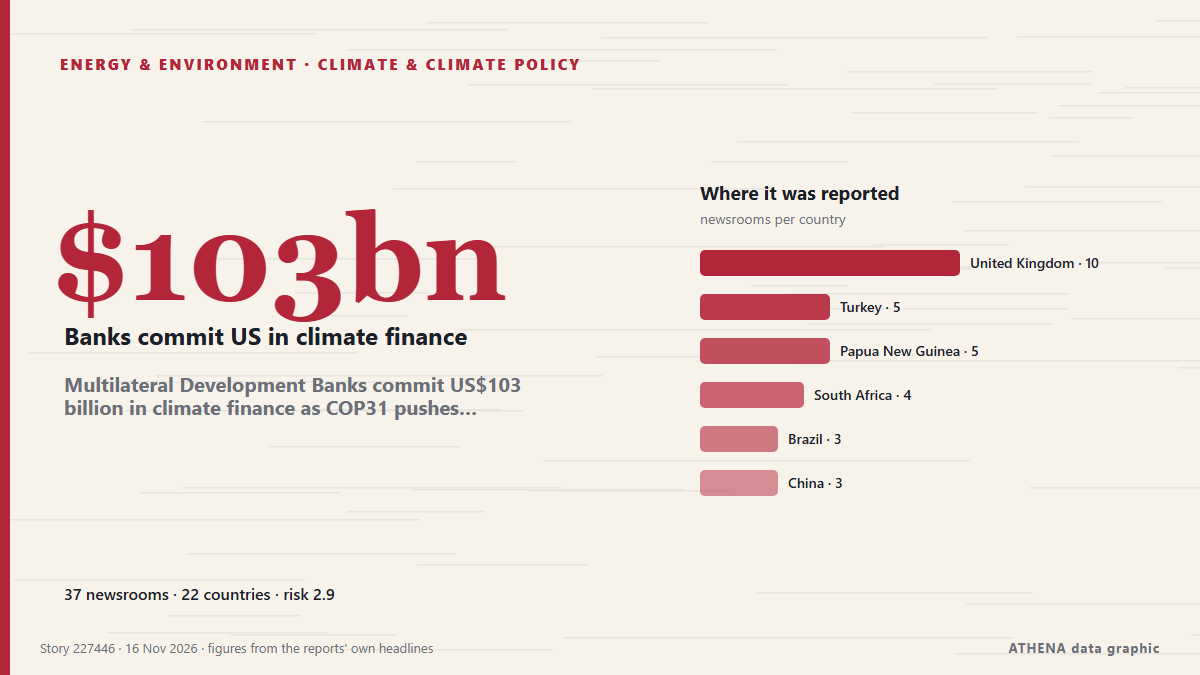 ENERGY & ENVIRONMENT · CLIMATE & CLIMATE POLICY
$103bn
Banks commit US in climate finance
Multilateral Development Banks commit US$103
billion in climate finance as COP31 pushes...
Where it was reported
newsrooms per country
United Kingdom · 10
Turkey · 5
Papua New Guinea · 5
South Africa · 4
Brazil · 3
China · 3
37 newsrooms · 22 countries · risk 2.9
Story 227446 · 16 Nov 2026 · figures from the reports' own headlines
ATHENA data graphic